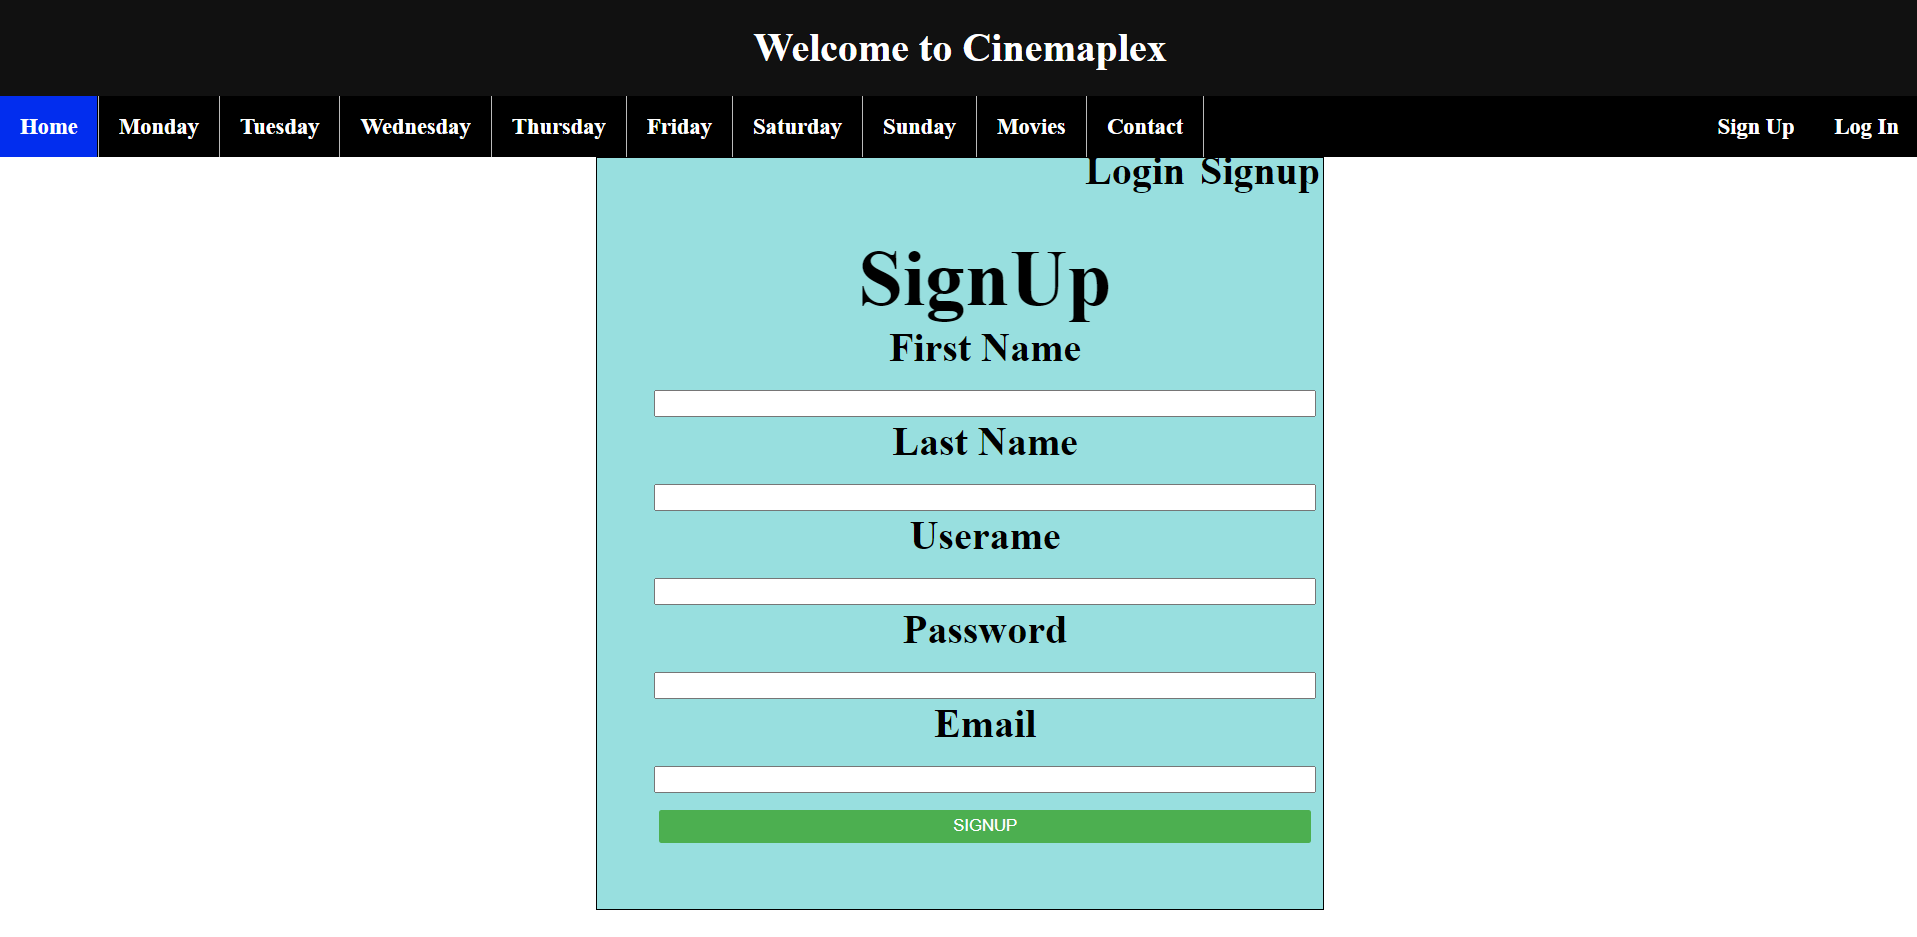 Welcome to Cinemaplex
Home Monday Tuesday Wednesday Thursday Friday Saturday Sunday Movies Contact Sign Up Log In
Login Signup
SignUp
First Name
Last Name
Userame
Password
Email
SIGNUP